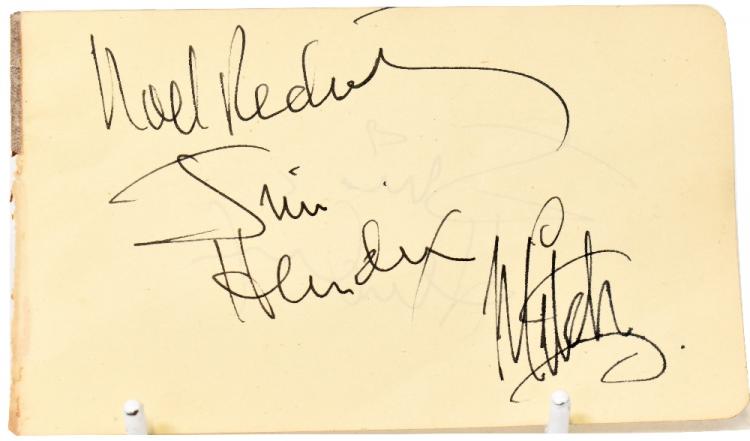 Noel Redding
Jimi
Hendrix
Mitch